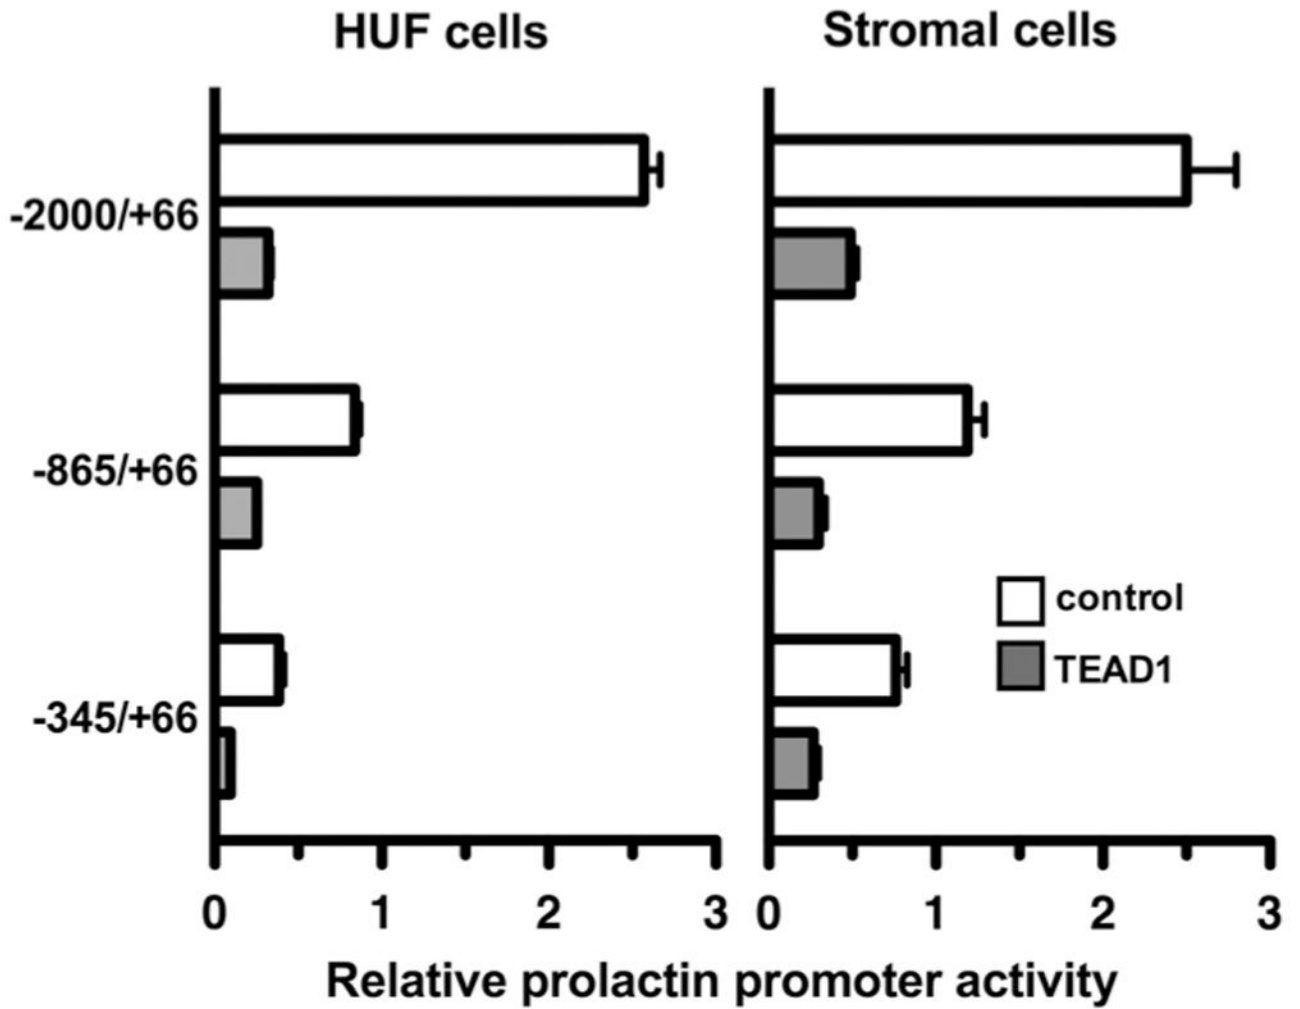 HUF cells
Stromal cells
-2000/+66
-865/+66
-345/+66
control
TEAD1
0 1 2 3 0 1 2 3
Relative prolactin promoter activity